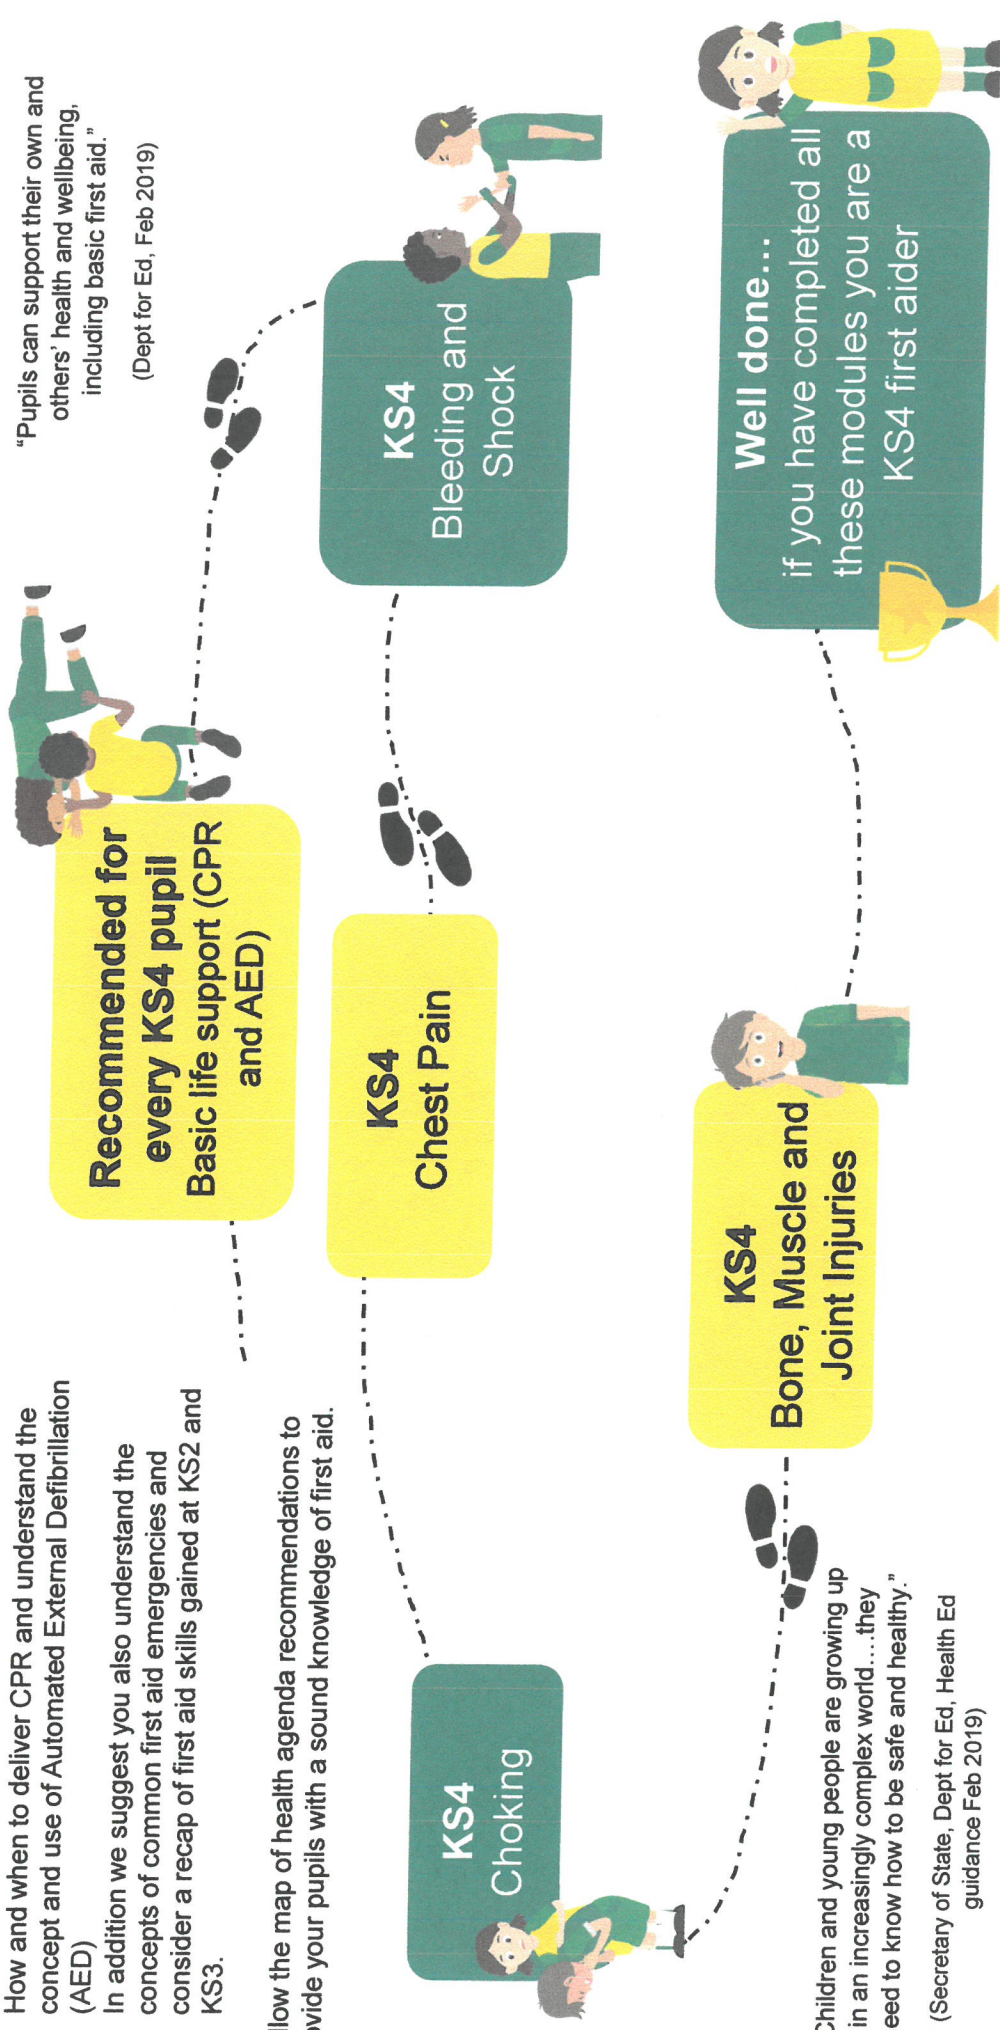 How and when to deliver CPR and understand the
concept and use of Automated External Defibrillation
(AED)
In addition we suggest you also understand the
concepts of common first aid emergencies and
consider a recap of first aid skills gained at KS2 and
KS3.
llow the map of health agenda recommendations to
ovide your pupils with a sound knowledge of first aid.
Recommended for
every KS4 pupil
Basic life support (CPR
and AED)
“Pupils can support their own and
others’ health and wellbeing,
including basic first aid.”
(Dept for Ed, Feb 2019)
KS4
Bleeding and
Shock
KS4
Chest Pain
KS4
Choking
KS4
Bone, Muscle and
Joint Injuries
Well done…
if you have completed all
these modules you are a
KS4 first aider
Children and young people are growing up
in an increasingly complex world….they
eed to know how to be safe and healthy.”
(Secretary of State, Dept for Ed, Health Ed
guidance Feb 2019)